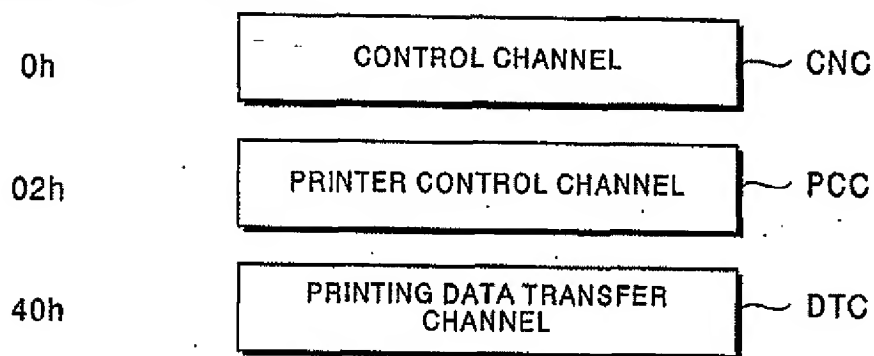 0h CONTROL CHANNEL CNC
02h PRINTER CONTROL CHANNEL PCC
40h PRINTING DATA TRANSFER CHANNEL DTC